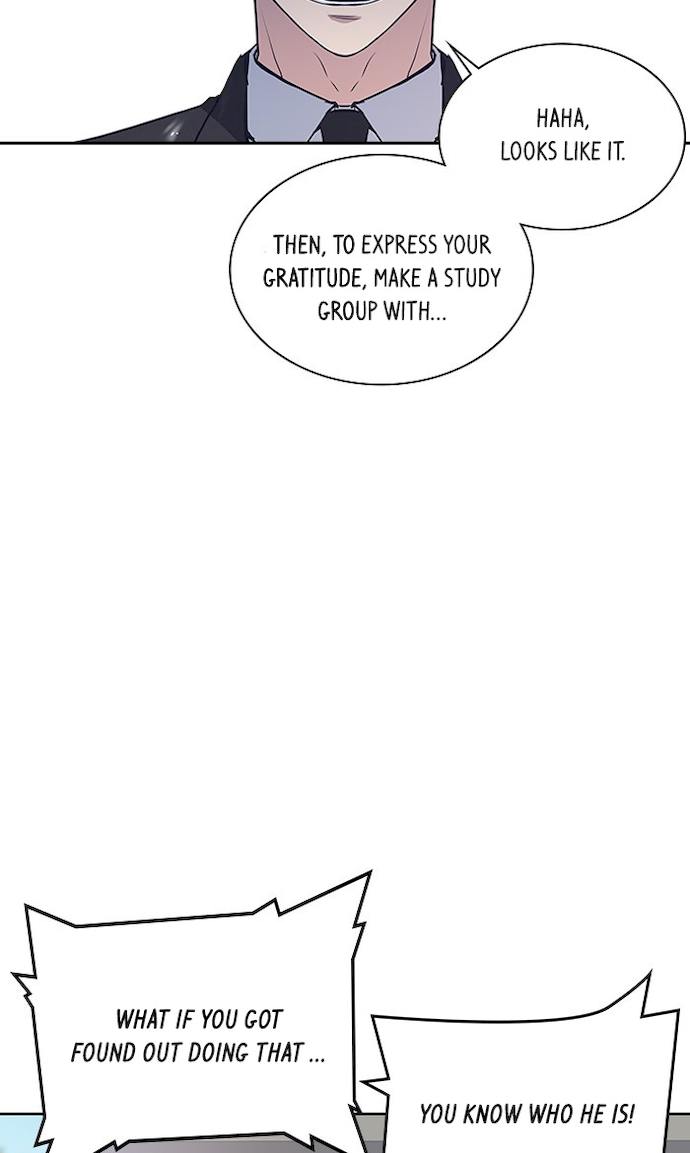 HAHA,
LOOKS LIKE IT.
THEN, TO EXPRESS YOUR
GRATITUDE, MAKE A STUDY
GROUP WITH...
WHAT IF YOU GOT
FOUND OUT DOING THAT ...
YOU KNOW WHO HE IS!